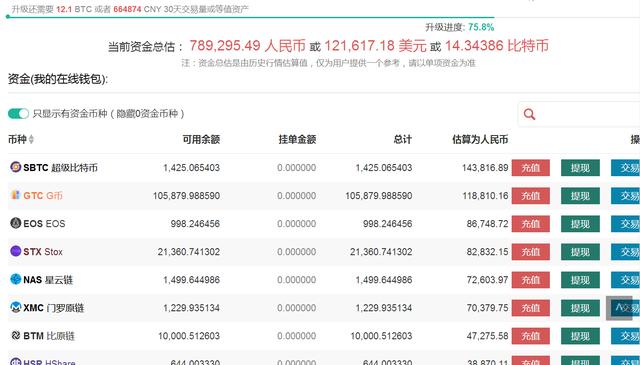 升级还需要 12.1 BTC 或者 664874 CNY 30天交易量或等值资产
升级进度: 75.8%
当前资金总估： 789,295.49 人民币 或 121,617.18 美元 或 14.34386 比特币
注：资金总估是由历史行情估算值，仅为用户提供一个参考，请以单项资金为准
资金(我的在线钱包):
只显示有资金币种（隐藏0资金币种）
币种 可用余额 挂单金额 总计 估算为人民币 操
SBTC 超级比特币 1,425.065403 0.000000 1,425.065403 143,816.89 充值 提现 交易
GTC G币 105,879.988590 0.000000 105,879.988590 118,810.16 充值 提现 交易
EOS EOS 998.246456 0.000000 998.246456 86,748.72 充值 提现 交易
STX Stox 21,360.741302 0.000000 21,360.741302 82,832.15 充值 提现 交易
NAS 星云链 1,499.644986 0.000000 1,499.644986 72,603.97 充值 提现 交易
XMC 门罗原链 1,229.935134 0.000000 1,229.935134 70,379.75 充值 提现 交易
BTM 比原链 10,000.512603 0.000000 10,000.512603 47,275.58 充值 提现 交易
HSR HShare 644.003330 0.000000 644.003330 38,870.11 充值 提现 交易